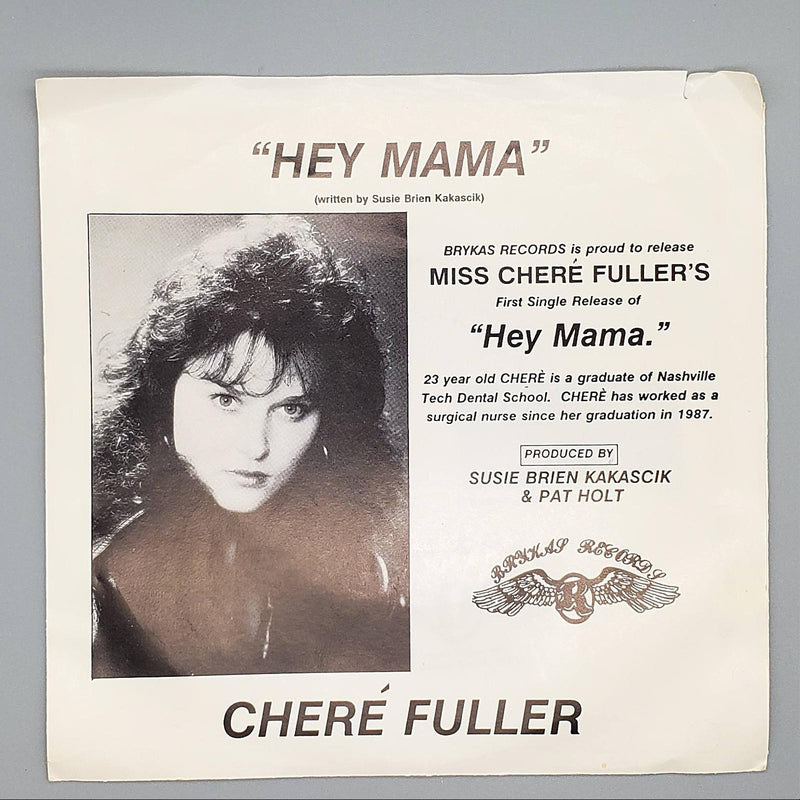 “HEY MAMA”
(written by Susie Brien Kakascik)
BRYKAS RECORDS is proud to release
MISS CHERÉ FULLER’S
First Single Release of
“Hey Mama.”
23 year old CHERÈ is a graduate of Nashville
Tech Dental School. CHERÈ has worked as a
surgical nurse since her graduation in 1987.
PRODUCED BY
SUSIE BRIEN KAKASCIK
& PAT HOLT
BRYKAS RECORDS
R
CHERÉ FULLER